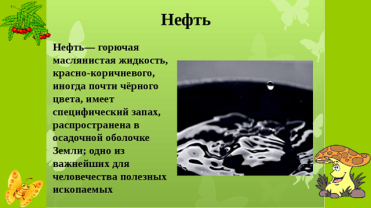 Нефть
Нефть— горючая
маслянистая жидкость,
красно-коричневого,
иногда почти чёрного
цвета, имеет
специфический запах,
распространена в
осадочной оболочке
Земли; одно из
важнейших для
человечества полезных
ископаемых